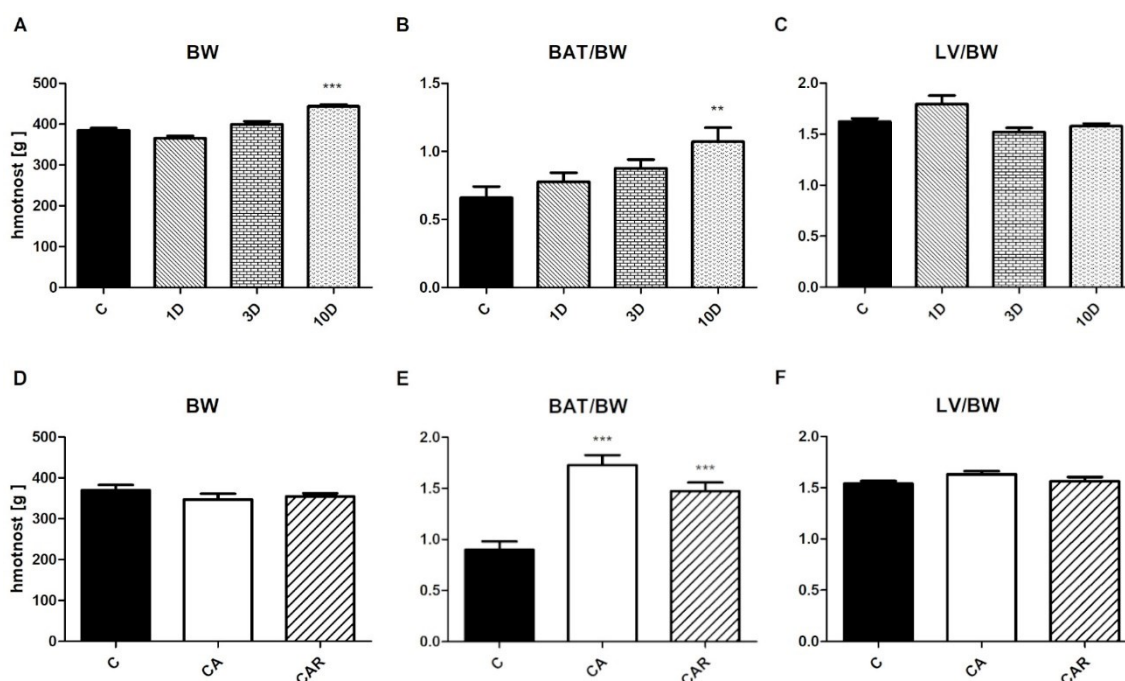 A
BW
hmotnost [g]
500
400
300
200
100
0
***
C
1D
3D
10D
B
BAT/BW
1.5
1.0
0.5
0.0
**
C
1D
3D
10D
C
LV/BW
2.0
1.5
1.0
0.5
0.0
C
1D
3D
10D
D
BW
hmotnost [g]
500
400
300
200
100
0
C
CA
CAR
E
BAT/BW
2.0
1.5
1.0
0.5
0.0
***
***
C
CA
CAR
F
LV/BW
2.0
1.5
1.0
0.5
0.0
C
CA
CAR